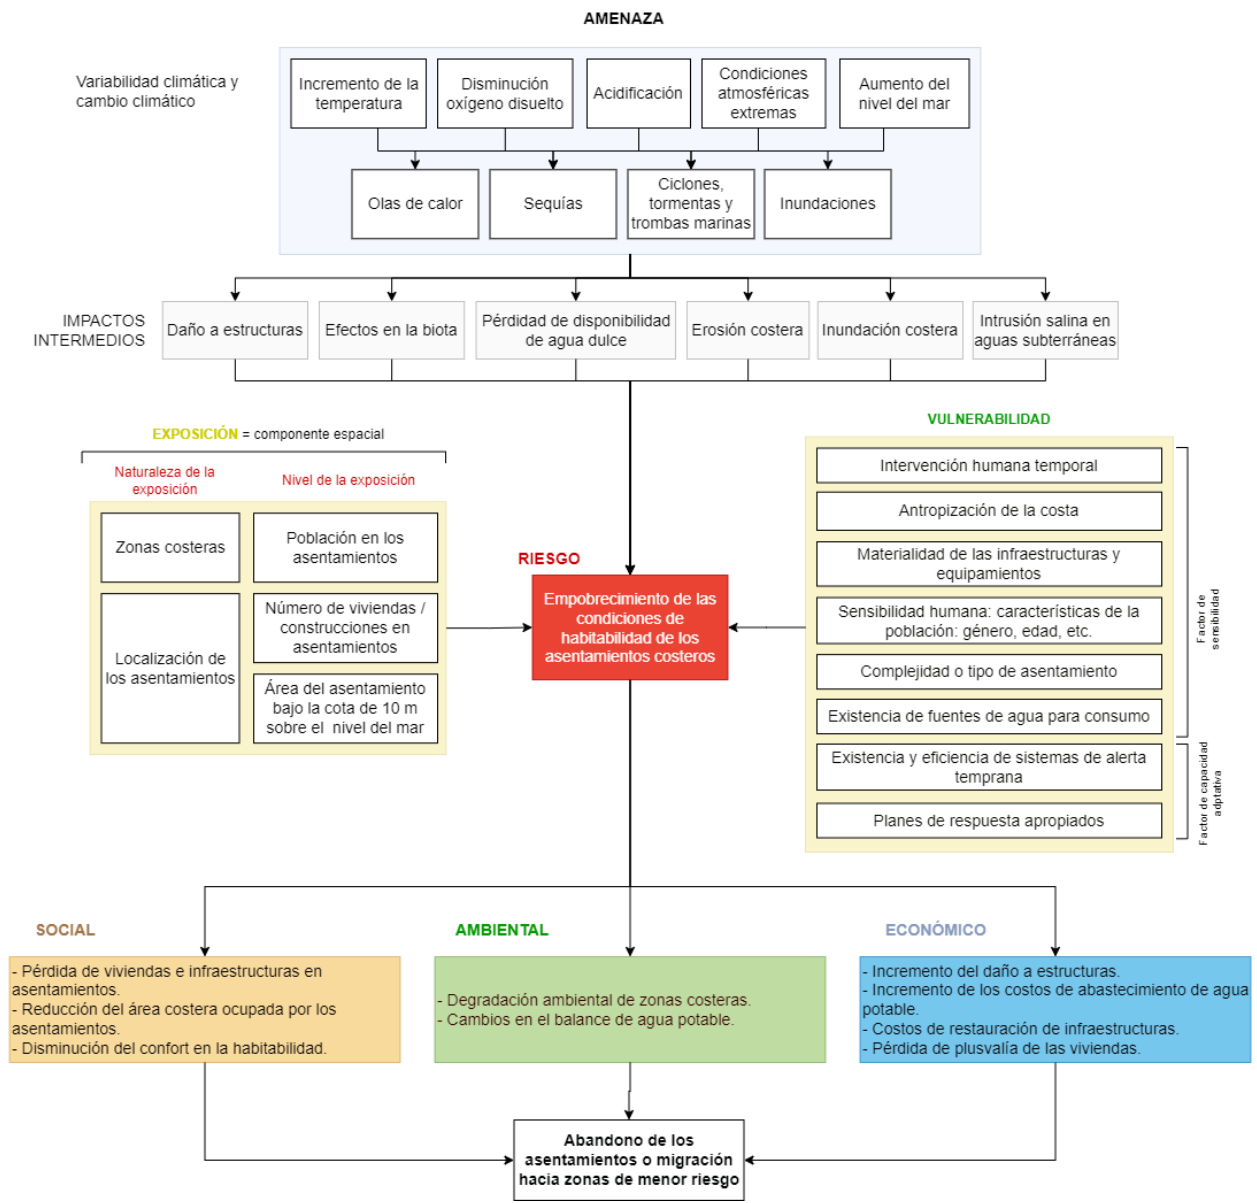 AMENAZA
Variabilidad climática y
cambio climático
Incremento de la
temperatura
Disminución
oxígeno disuelto
Acidificación
Condiciones
atmosféricas
extremas
Aumento del
nivel del mar
Olas de calor
Sequías
Ciclones,
tormentas y
trombas marinas
Inundaciones
IMPACTOS
INTERMEDIOS
Daño a estructuras
Efectos en la biota
Pérdidad de disponibilidad
de agua dulce
Erosión costera
Inundación costera
Intrusión salina en
aguas subterráneas
EXPOSICIÓN = componente espacial
Naturaleza de la
exposición
Nivel de la exposición
Zonas costeras
Población en los
asentamientos
Localización de
los asentamientos
Número de viviendas /
construcciones en
asentamientos
Área del asentamiento
bajo la cota de 10 m
sobre el nivel del mar
RIESGO
Empobrecimiento de las
condiciones de
habitabilidad de los
asentamientos costeros
VULNERABILIDAD
Intervención humana temporal
Antropización de la costa
Materialidad de las infraestructuras y
equipamientos
Sensibilidad humana: características de la
población: género, edad, etc.
Complejidad o tipo de asentamiento
Existencia de fuentes de agua para consumo
Existencia y eficiencia de sistemas de alerta
temprana
Planes de respuesta apropiados
Factor de
sensibilidad
Factor de capacidad
adptativa
SOCIAL
- Pérdida de viviendas e infraestructuras en
asentamientos.
- Reducción del área costera ocupada por los
asentamientos.
- Disminución del confort en la habitabilidad.
AMBIENTAL
- Degradación ambiental de zonas costeras.
- Cambios en el balance de agua potable.
ECONÓMICO
- Incremento del daño a estructuras.
- Incremento de los costos de abastecimiento de agua
potable.
- Costos de restauración de infraestructuras.
- Pérdida de plusvalía de las viviendas.
Abandono de los
asentamientos o migración
hacia zonas de menor riesgo